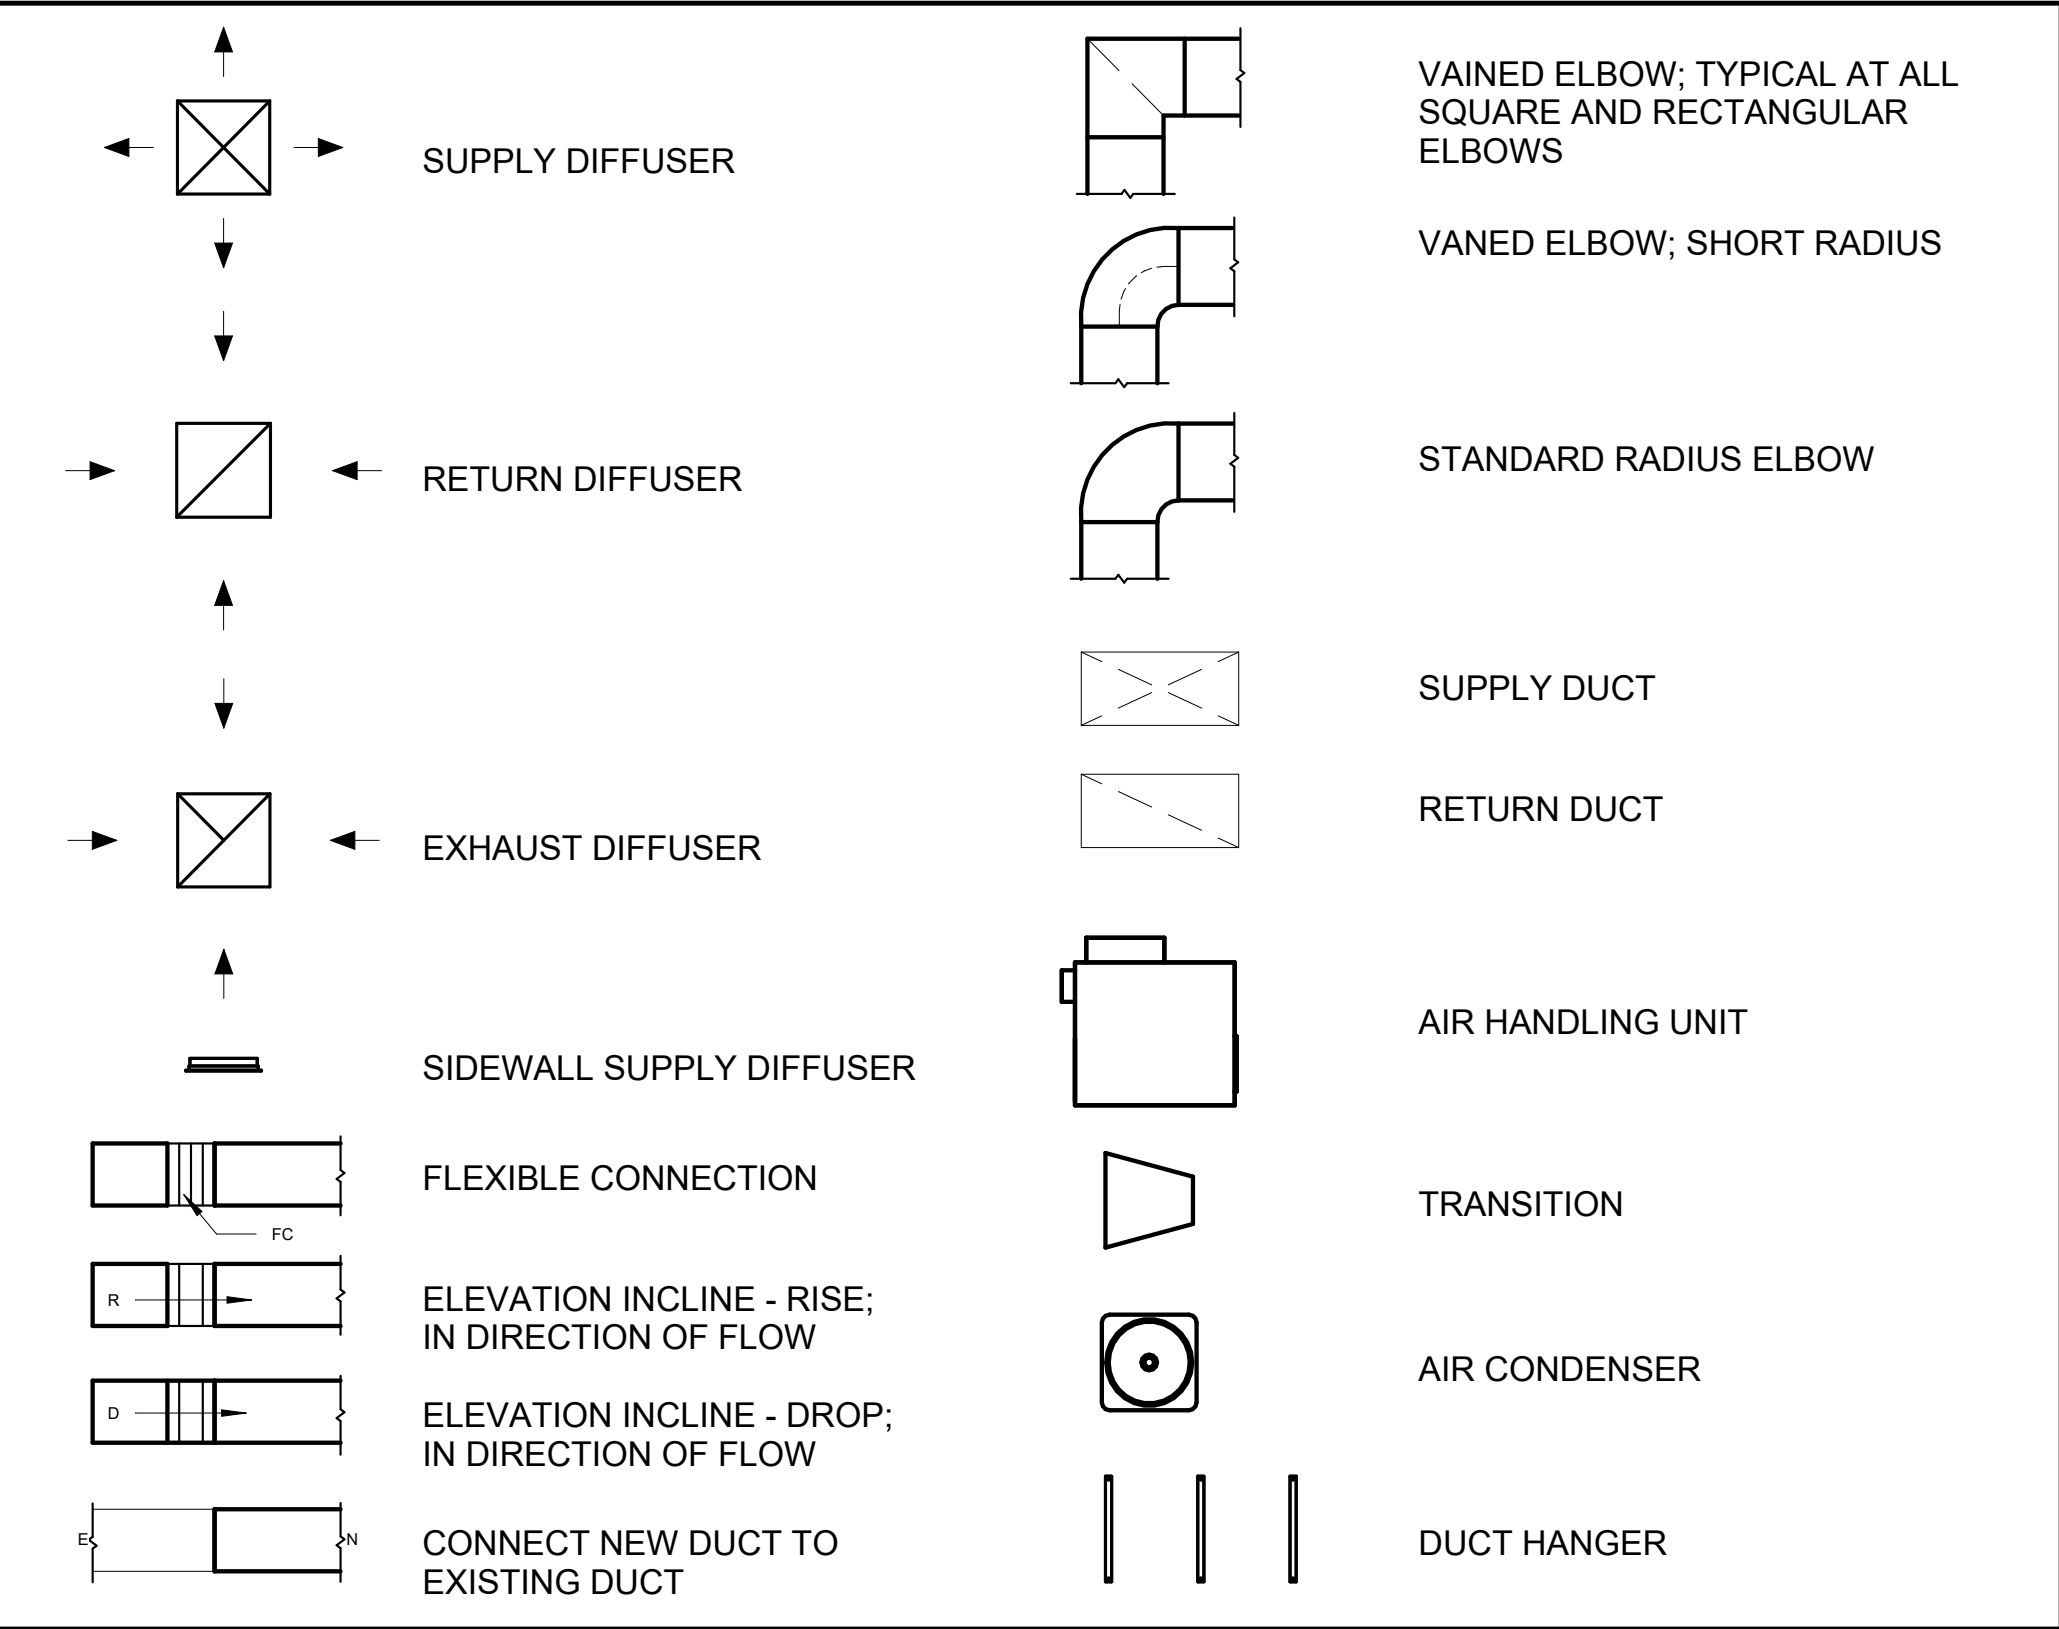 SUPPLY DIFFUSER
RETURN DIFFUSER
EXHAUST DIFFUSER
SIDEWALL SUPPLY DIFFUSER
FLEXIBLE CONNECTION
FC
R
ELEVATION INCLINE - RISE;
IN DIRECTION OF FLOW
D
ELEVATION INCLINE - DROP;
IN DIRECTION OF FLOW
E
N
CONNECT NEW DUCT TO
EXISTING DUCT
VAINED ELBOW; TYPICAL AT ALL
SQUARE AND RECTANGULAR
ELBOWS
VANED ELBOW; SHORT RADIUS
STANDARD RADIUS ELBOW
SUPPLY DUCT
RETURN DUCT
AIR HANDLING UNIT
TRANSITION
AIR CONDENSER
DUCT HANGER